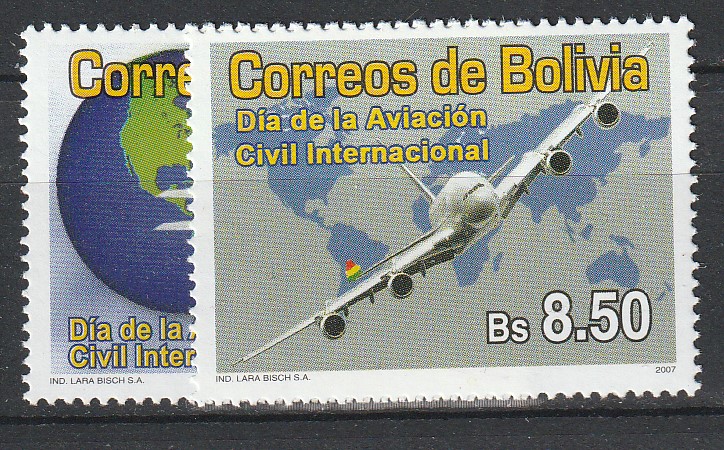 Corre
Día de la
Civil Inter
IND. LARA BISCH S.A.
Correos de Bolivia
Día de la Aviación
Civil Internacional
Bs 8.50
IND. LARA BISCH S.A.
2007